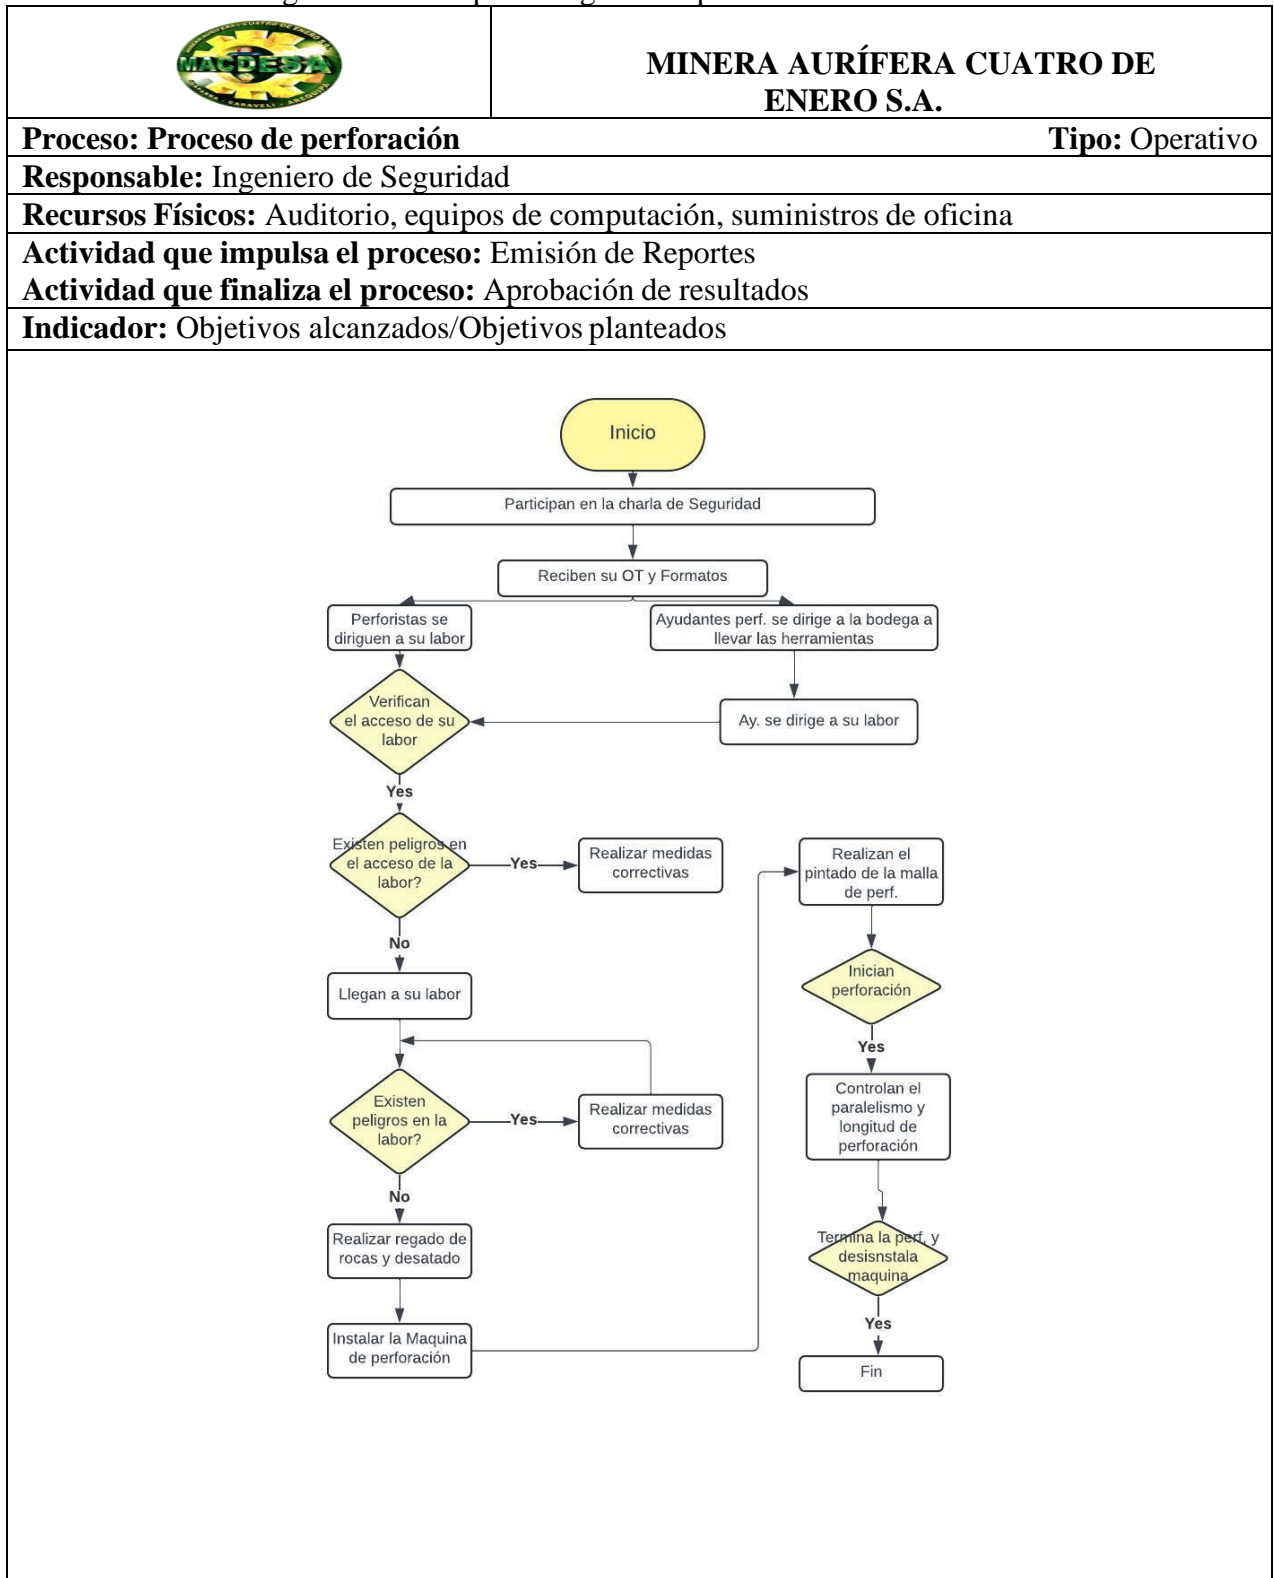 MACDESA
MINERA AURÍFERA CUATRO DE
ENERO S.A.
Proceso: Proceso de perforación Tipo: Operativo
Responsable: Ingeniero de Seguridad
Recursos Físicos: Auditorio, equipos de computación, suministros de oficina
Actividad que impulsa el proceso: Emisión de Reportes
Actividad que finaliza el proceso: Aprobación de resultados
Indicador: Objetivos alcanzados/Objetivos planteados
Inicio
Participan en la charla de Seguridad
Reciben su OT y Formatos
Perforistas se
diriguen a su labor
Ayudantes perf. se dirige a la bodega a
llevar las herramientas
Verifican
el acceso de su
labor
Ay. se dirige a su labor
Yes
Existen peligros en
el acceso de la
labor?
Yes
Realizar medidas
correctivas
No
Llegan a su labor
Existen
peligros en la
labor?
Yes
Realizar medidas
correctivas
No
Realizar regado de
rocas y desatado
Instalar la Maquina
de perforación
Realizan el
pintado de la malla
de perf.
Inician
perforación
Yes
Controlan el
paralelismo y
longitud de
perforación
Termina la perf, y
desisnstala
maquina
Yes
Fin